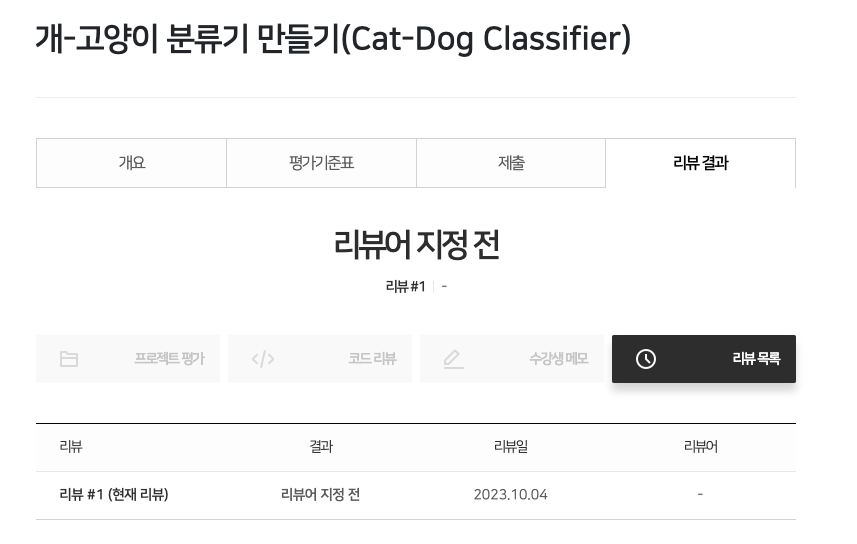 개-고양이 분류기 만들기(Cat-Dog Classifier)
개요 평가기준표 제출 리뷰 결과
리뷰어 지정 전
리뷰 #1 | -
프로젝트 평가 </> 코드 리뷰 수강생 메모 리뷰 목록
리뷰 결과 리뷰일 리뷰어
리뷰 #1 (현재 리뷰) 리뷰어 지정 전 2023.10.04 -